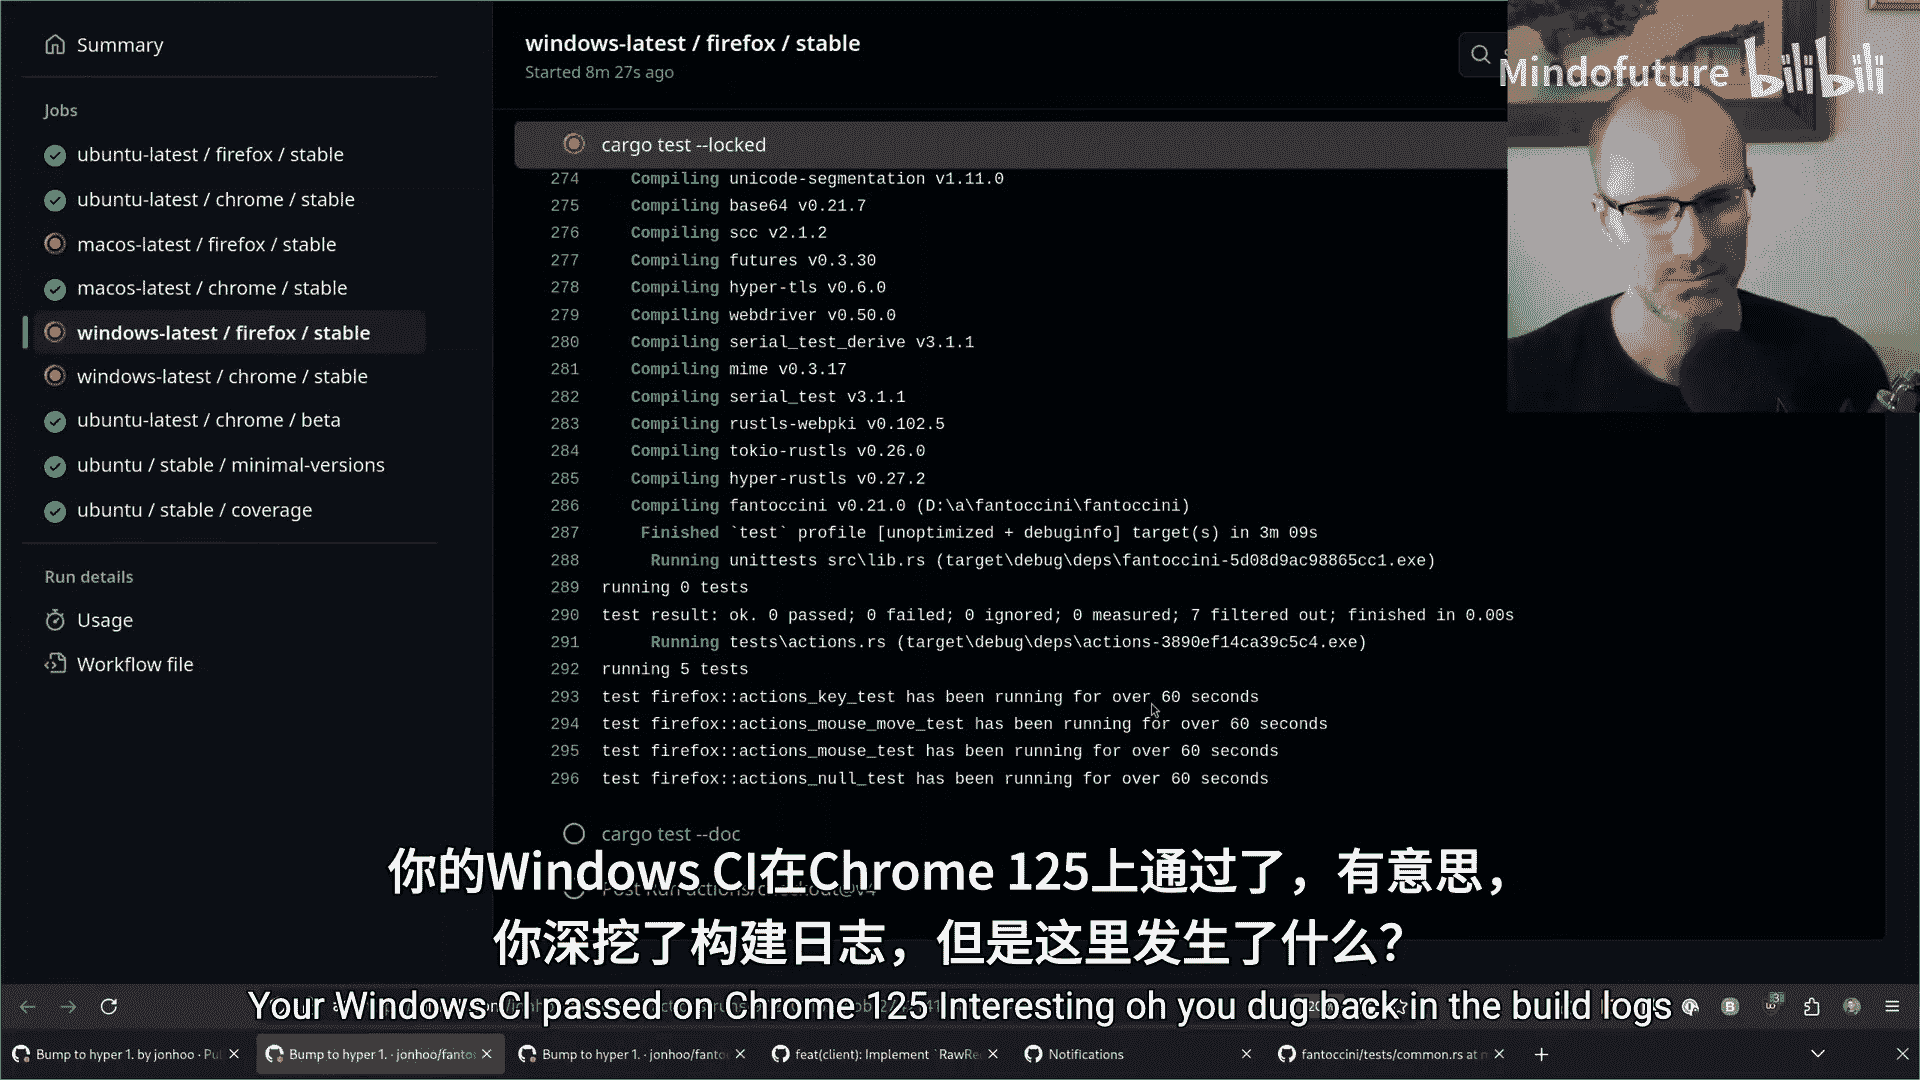 Summary
Jobs
ubuntu-latest / firefox / stable
ubuntu-latest / chrome / stable
macos-latest / firefox / stable
macos-latest / chrome / stable
windows-latest / firefox / stable
windows-latest / chrome / stable
ubuntu-latest / chrome / beta
ubuntu / stable / minimal-versions
ubuntu / stable / coverage
Run details
Usage
Workflow file
windows-latest / firefox / stable
Started 8m 27s ago
Mindofuture bilibili
cargo test --locked
274 Compiling unicode-segmentation v1.11.0
275 Compiling base64 v0.21.7
276 Compiling scc v2.1.2
277 Compiling futures v0.3.30
278 Compiling hyper-tls v0.6.0
279 Compiling webdriver v0.50.0
280 Compiling serial_test_derive v3.1.1
281 Compiling mime v0.3.17
282 Compiling serial_test v3.1.1
283 Compiling rustls-webpki v0.102.5
284 Compiling tokio-rustls v0.26.0
285 Compiling hyper-rustls v0.27.2
286 Compiling fantoccini v0.21.0 (D:\a\fantoccini\fantoccini)
287 Finished `test` profile [unoptimized + debuginfo] target(s) in 3m 09s
288 Running unittests src\lib.rs (target\debug\deps\fantoccini-5d08d9ac98865cc1.exe)
289 running 0 tests
290 test result: ok. 0 passed; 0 failed; 0 ignored; 0 measured; 7 filtered out; finished in 0.00s
291 Running tests\actions.rs (target\debug\deps\actions-3890ef14ca39c5c4.exe)
292 running 5 tests
293 test firefox::actions_key_test has been running for over 60 seconds
294 test firefox::actions_mouse_move_test has been running for over 60 seconds
295 test firefox::actions_mouse_test has been running for over 60 seconds
296 test firefox::actions_null_test has been running for over 60 seconds
cargo test --doc
Post Run actions/checkout@v4
你的Windows CI在Chrome 125上通过了，有意思，
你深挖了构建日志，但是这里发生了什么？
Your Windows CI passed on Chrome 125 Interesting oh you dug back in the build logs
Bump to hyper 1. by jonhoo · Pu
Bump to hyper 1. · jonhoo/fanto
Bump to hyper 1. · jonhoo/fanto
feat(client): Implement `RawRe
Notifications
fantoccini/tests/common.rs at